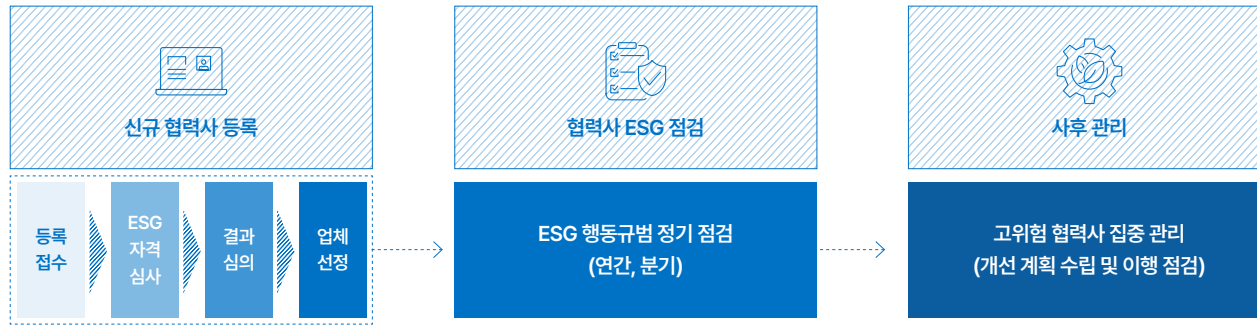 신규 협력사 등록
등록
접수
ESG
자격
심사
결과
심의
업체
선정
협력사 ESG 점검
ESG 행동규범 정기 점검
(연간, 분기)
사후 관리
고위험 협력사 집중 관리
(개선 계획 수립 및 이행 점검)